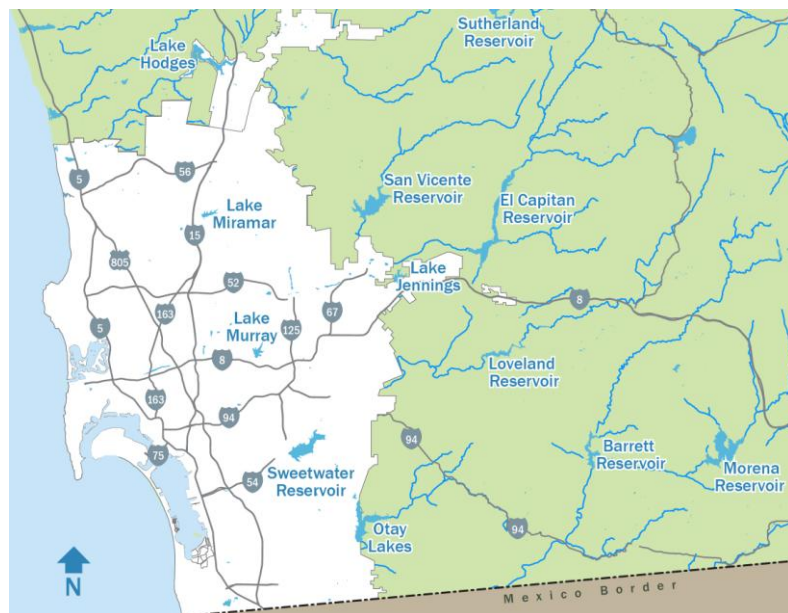 Sutherland
Reservoir
Lake
Hodges
5
56
San Vicente
Reservoir
El Capitan
Reservoir
Lake
Miramar
15
805
Lake
Jennings
52
163
67
8
5
Lake
Murray
125
8
Loveland
Reservoir
163
94
94
75
Sweetwater
Reservoir
54
Barrett
Reservoir
Morena
Reservoir
Otay
Lakes
94
N
Mexico Border